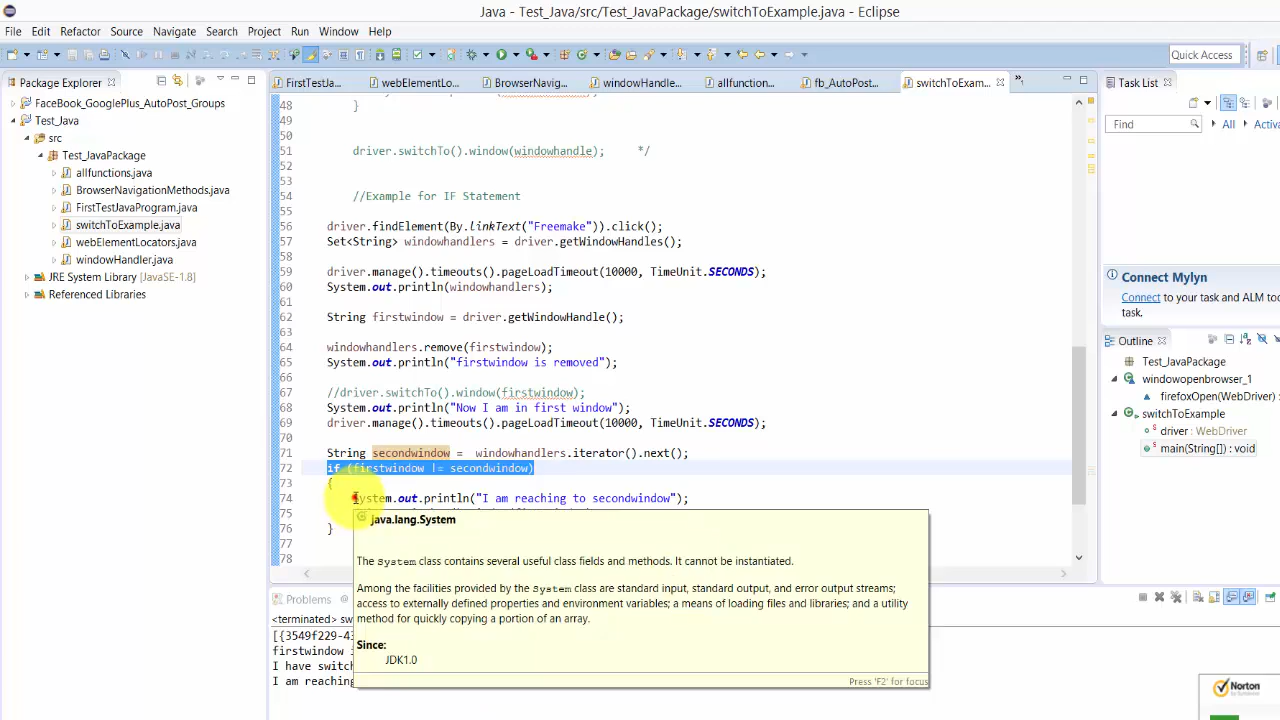 Java - Test_Java/src/Test_JavaPackage/switchToExample.java - Eclipse
File Edit Refactor Source Navigate Search Project Run Window Help
Quick Access
Package Explorer
FaceBook_GooglePlus_AutoPost_Groups
Test_Java
src
Test_JavaPackage
allfunctions.java
BrowserNavigationMethods.java
FirstTestJavaProgram.java
switchToExample.java
webElementLocators.java
windowHandler.java
JRE System Library [JavaSE-1.8]
Referenced Libraries
FirstTestJa... webElementLo... BrowserNavig... windowHandle... allfunction... fb_AutoPost... switchToExam...
48 }
49
50
51 driver.switchTo().window(windowhandle); */
52
53
54 //Example for IF Statement
55
56 driver.findElement(By.linkText("Freemake")).click();
57 Set<String> windowhandlers = driver.getWindowHandles();
59 driver.manage().timeouts().pageLoadTimeout(10000, TimeUnit.SECONDS);
60 System.out.println(windowhandlers);
61
62 String firstwindow = driver.getWindowHandle();
63
64 windowhandlers.remove(firstwindow);
65 System.out.println("firstwindow is removed");
66
67 //driver.switchTo().window(firstwindow);
68 System.out.println("Now I am in first window");
69 driver.manage().timeouts().pageLoadTimeout(10000, TimeUnit.SECONDS);
70
71 String secondwindow = windowhandlers.iterator().next();
72 if (firstwindow != secondwindow)
73 {
74 System.out.println("I am reaching to secondwindow");
75
76 }
77
78
java.lang.System
The System class contains several useful class fields and methods. It cannot be instantiated.
Among the facilities provided by the System class are standard input, standard output, and error output streams;
access to externally defined properties and environment variables; a means of loading files and libraries; and a utility
method for quickly copying a portion of an array.
Since:
JDK1.0
Press 'F2' for focus
Problems @
<terminated> sw
[{3549f229-43
firstwindow i
I have switch
I am reaching
Task List
Find
All
Activa
Connect Mylyn
Connect to your task and ALM too
task.
Outline
Test_JavaPackage
windowopenbrowser_1
firefoxOpen(WebDriver) :
switchToExample
driver : WebDriver
main(String[]) : void
Norton